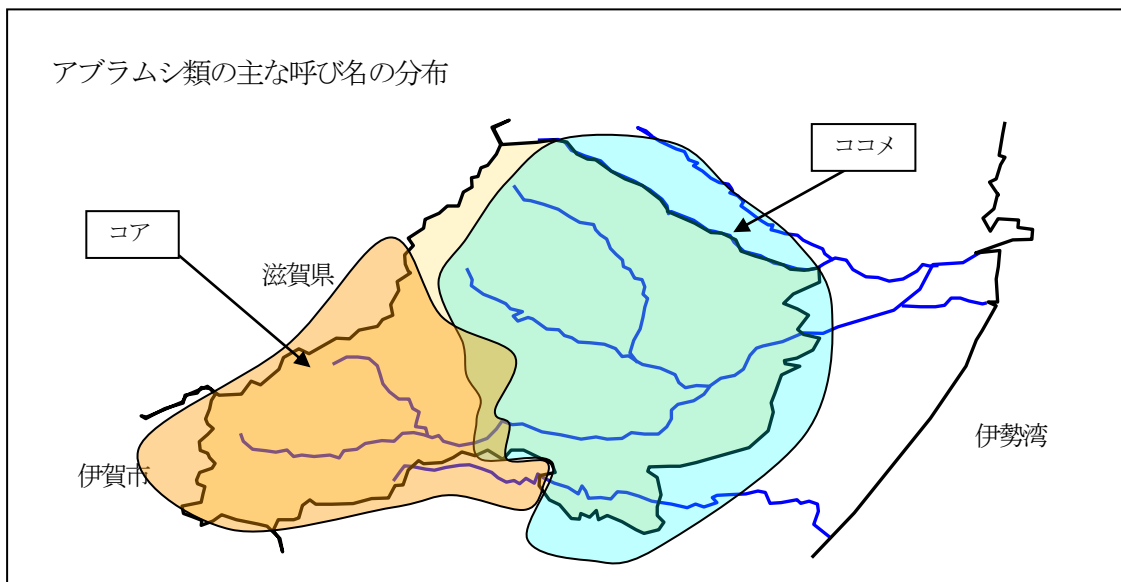 アブラムシ類の主な呼び名の分布
ココメ
コア
滋賀県
伊勢湾
伊賀市